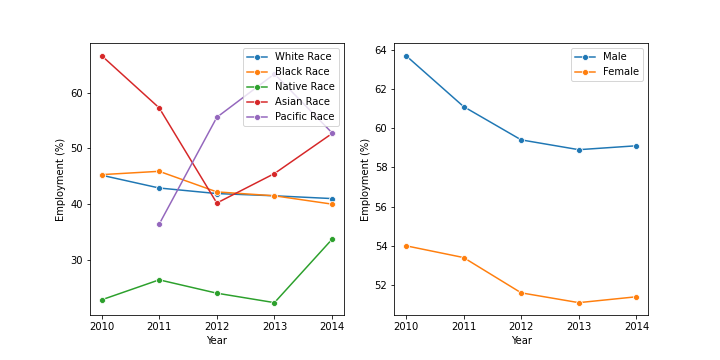 60
50
40
30
Employment (%)
2010 2011 2012 2013 2014
Year
White Race
Black Race
Native Race
Asian Race
Pacific Race
64
62
60
58
56
54
52
Employment (%)
2010 2011 2012 2013 2014
Year
Male
Female